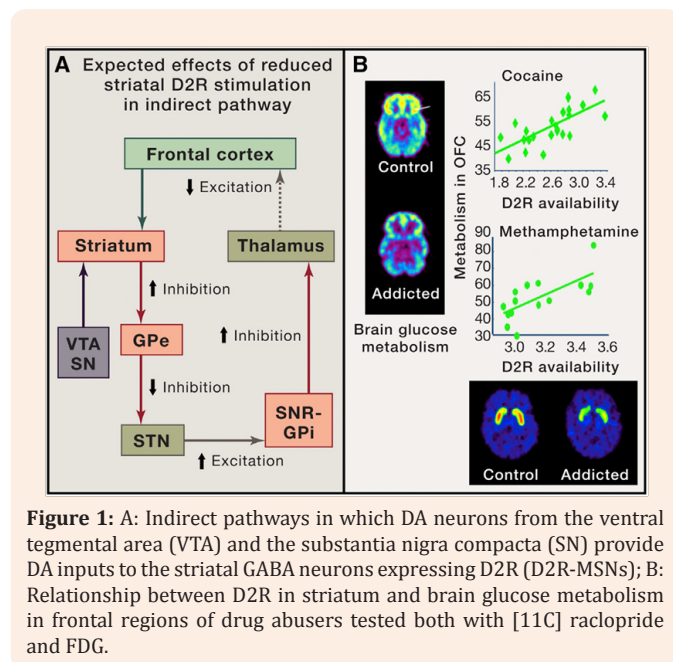 A Expected effects of reduced
striatal D2R stimulation
in indirect pathway
Frontal cortex
⬇ Excitation
Striatum
Thalamus
⬆ Inhibition
VTA
SN
GPe
⬆ Inhibition
⬇ Inhibition
SNR-
GPi
STN
⬆ Excitation
B
Control
Addicted
Brain glucose
metabolism
Metabolism in OFC
Cocaine
65
55
45
35
1.8 2.2 2.6 3.0 3.4
D2R availability
Methamphetamine
90
80
70
60
50
40
30
3.0 3.2 3.4 3.6
D2R availability
Control Addicted
Figure 1: A: Indirect pathways in which DA neurons from the ventral
tegmental area (VTA) and the substantia nigra compacta (SN) provide
DA inputs to the striatal GABA neurons expressing D2R (D2R-MSNs); B:
Relationship between D2R in striatum and brain glucose metabolism
in frontal regions of drug abusers tested both with [11C] raclopride
and FDG.